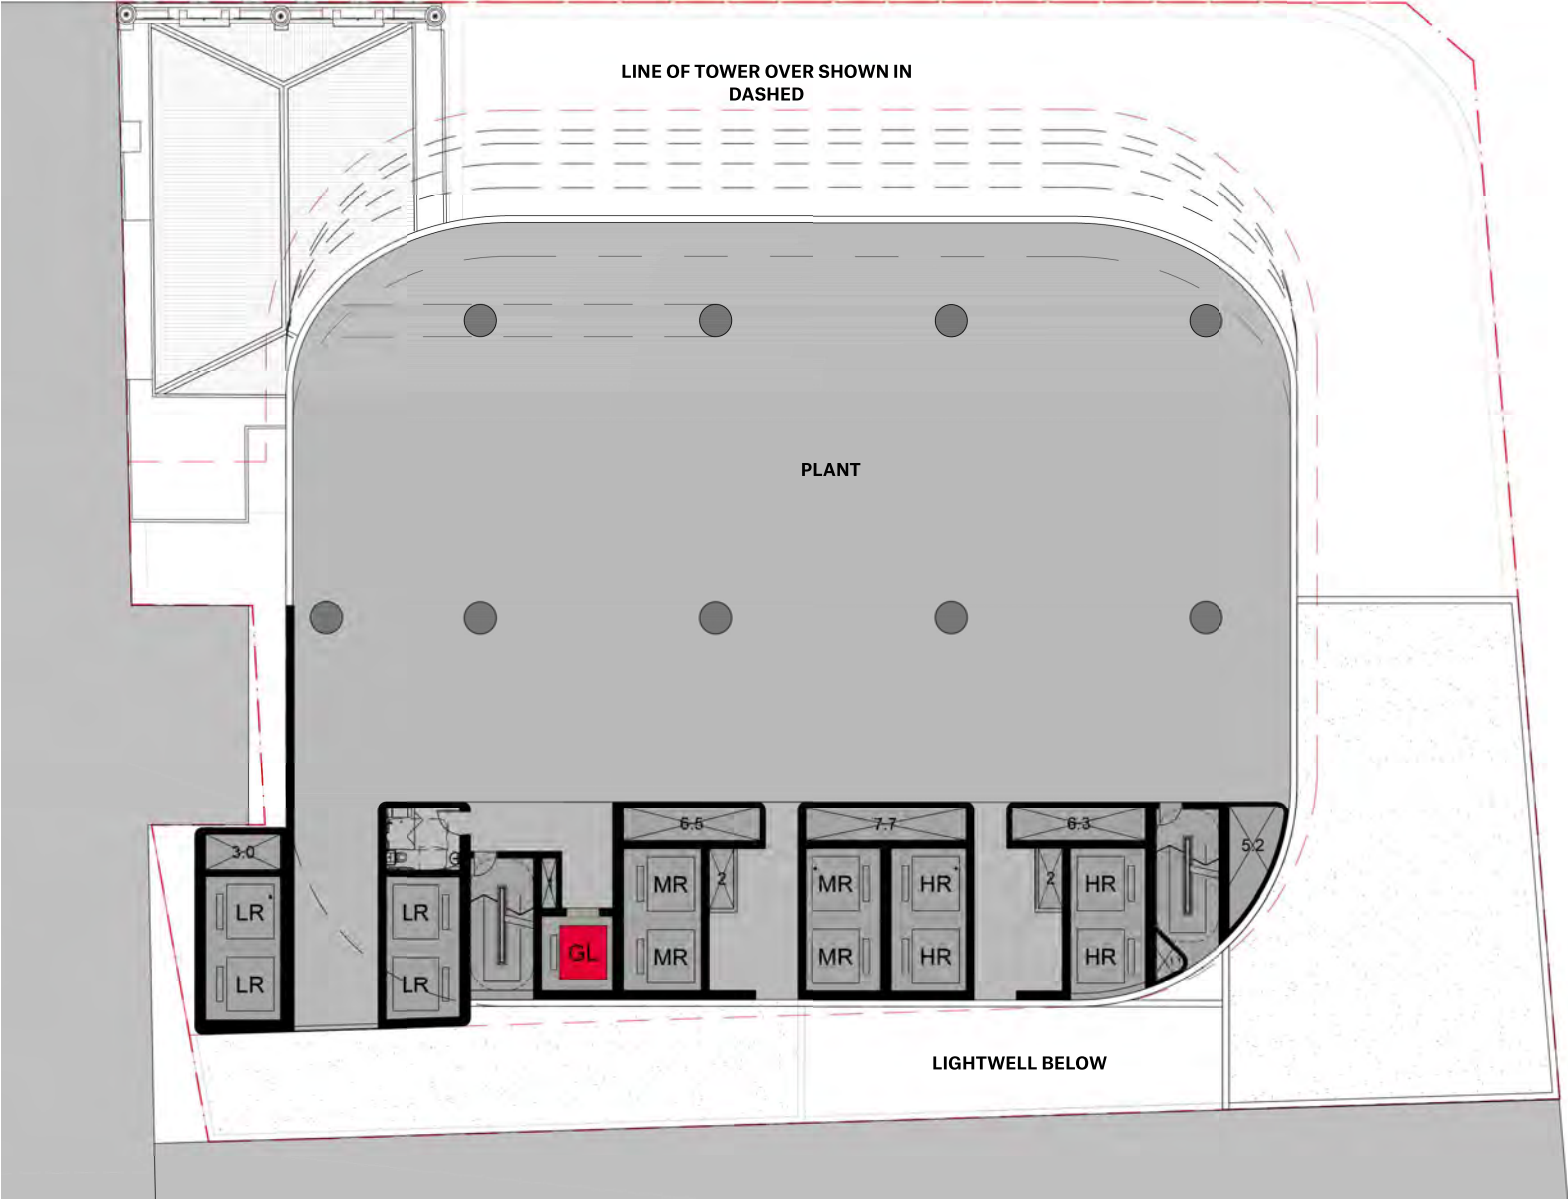 LINE OF TOWER OVER SHOWN IN
DASHED
PLANT
6.5
7.7
6.3
3.0
5.2
MR
2
MR
HR
2
HR
LR
LR
GL
MR
MR
HR
HR
LR
LR
LIGHTWELL BELOW